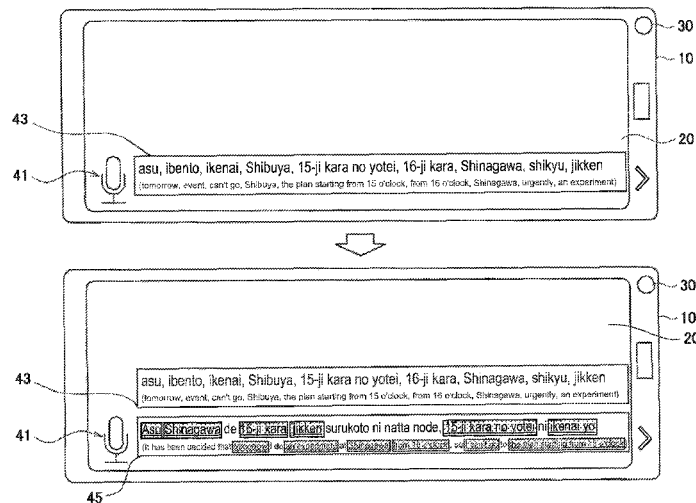 30
10
20
43
41
asu, ibento, ikenai, Shibuya, 15-ji kara no yotei, 16-ji kara, Shinagawa, shikyu, jikken
(tomorrow, event, can't go, Shibuya, the plan starting from 15 o'clock, from 16 o'clock, Shinagawa, urgently, an experiment)
30
10
20
43
asu, ibento, ikenai, Shibuya, 15-ji kara no yotei, 16-ji kara, Shinagawa, shikyu, jikken
(tomorrow, event, can't go, Shibuya, the plan starting from 15 o'clock, from 16 o'clock, Shinagawa, urgently, an experiment)
41
Asu Shinagawa de 15-ji kara jikken surukoto ni natta node, 15-ji kara no yotei ni ikenai yo
(It has been decided that
45